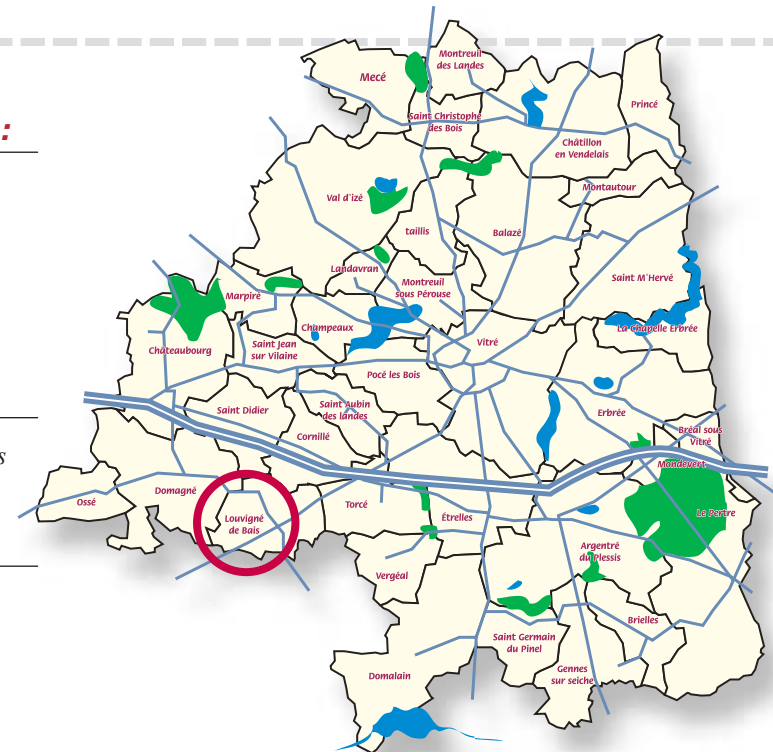 :
s
Mecé
Montreuil
des Landes
Princé
Saint Christophe
des Bois
Châtillon
en Vendelais
Montautour
Val d'izé
taillis
Balazé
Landavran
Saint M'Hervé
Montreuil
sous Pérouse
Marpiré
Champeaux
La Chapelle Erbrée
Châteaubourg
Saint Jean
sur Vilaine
Vitré
Pocé les Bois
Saint Didier
Saint Aubin
des landes
Erbrée
Cornillé
Bréal sous
Vitré
Mondevert
Ossé
Domagné
Louvigné
de Bais
Torcé
Étrelles
Le Pertre
Argentré
du Plessis
Vergéal
Brielles
Saint Germain
du Pinel
Domalain
Gennes
sur seiche